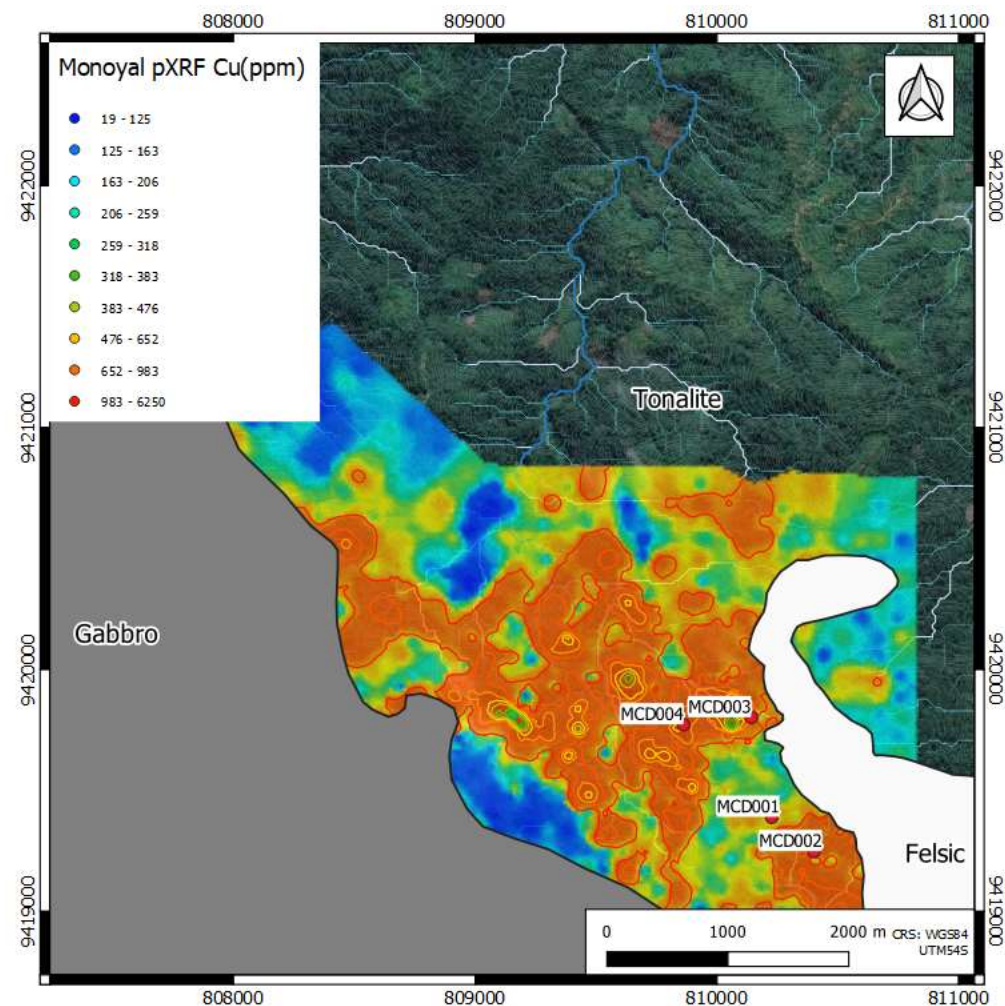 808000
809000
810000
811000
Monoyal pXRF Cu(ppm)
19 - 125
125 - 163
163 - 206
206 - 259
259 - 318
318 - 383
383 - 476
476 - 652
652 - 983
983 - 6250
9422000
9422000
Tonalite
9421000
9421000
Gabbro
9420000
9420000
MCD003
MCD004
MCD001
MCD002
Felsic
9419000
9419000
0
1000
2000 m
CRS: WGS84
UTM54S
808000
809000
810000
811000